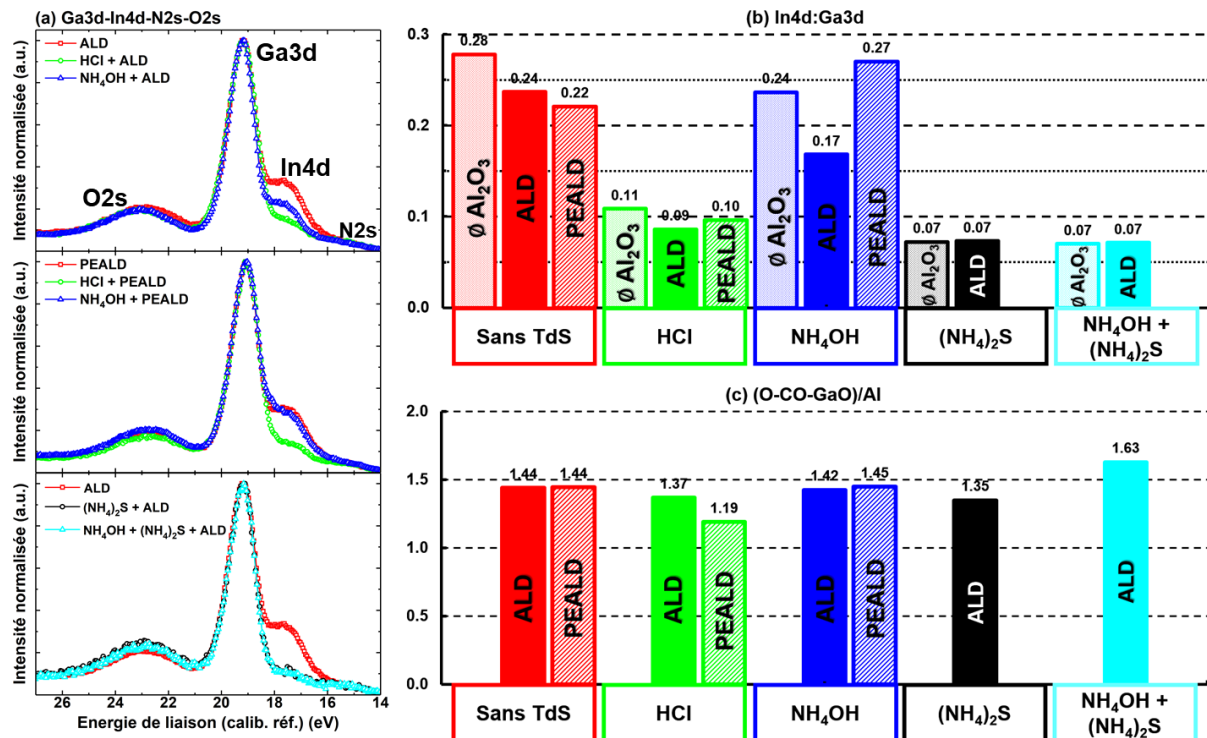 (a) Ga3d-In4d-N2s-O2s
Intensité normalisée (a.u.)
ALD
HCl + ALD
NH₄OH + ALD
Ga3d
In4d
O2s
N2s
Intensité normalisée (a.u.)
PEALD
HCl + PEALD
NH₄OH + PEALD
Intensité normalisée (a.u.)
ALD
(NH₄)₂S + ALD
NH₄OH + (NH₄)₂S + ALD
26 24 22 20 18 16 14
Energie de liaison (calib. réf.) (eV)
(b) In4d:Ga3d
0.3
0.2
0.1
0.0
0.28
0.24
0.22
0.11
0.09
0.10
0.24
0.17
0.27
0.07
0.07
0.07
0.07
Ø Al₂O₃
ALD
PEALD
Ø Al₂O₃
ALD
PEALD
Ø Al₂O₃
ALD
PEALD
Ø Al₂O₃
ALD
Ø Al₂O₃
ALD
Sans TdS
HCl
NH₄OH
(NH₄)₂S
NH₄OH +
(NH₄)₂S
(c) (O-CO-GaO)/Al
2.0
1.5
1.0
0.5
0.0
1.44
1.44
1.37
1.19
1.42
1.45
1.35
1.63
ALD
PEALD
ALD
PEALD
ALD
PEALD
ALD
ALD
Sans TdS
HCl
NH₄OH
(NH₄)₂S
NH₄OH +
(NH₄)₂S